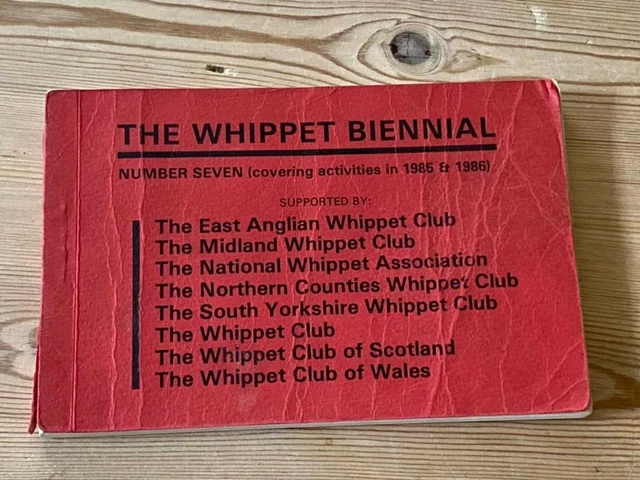 THE WHIPPET BIENNIAL
NUMBER SEVEN (covering activities in 1985 & 1986)
SUPPORTED BY:
The East Anglian Whippet Club
The Midland Whippet Club
The National Whippet Association
The Northern Counties Whippet Club
The South Yorkshire Whippet Club
The Whippet Club
The Whippet Club of Scotland
The Whippet Club of Wales